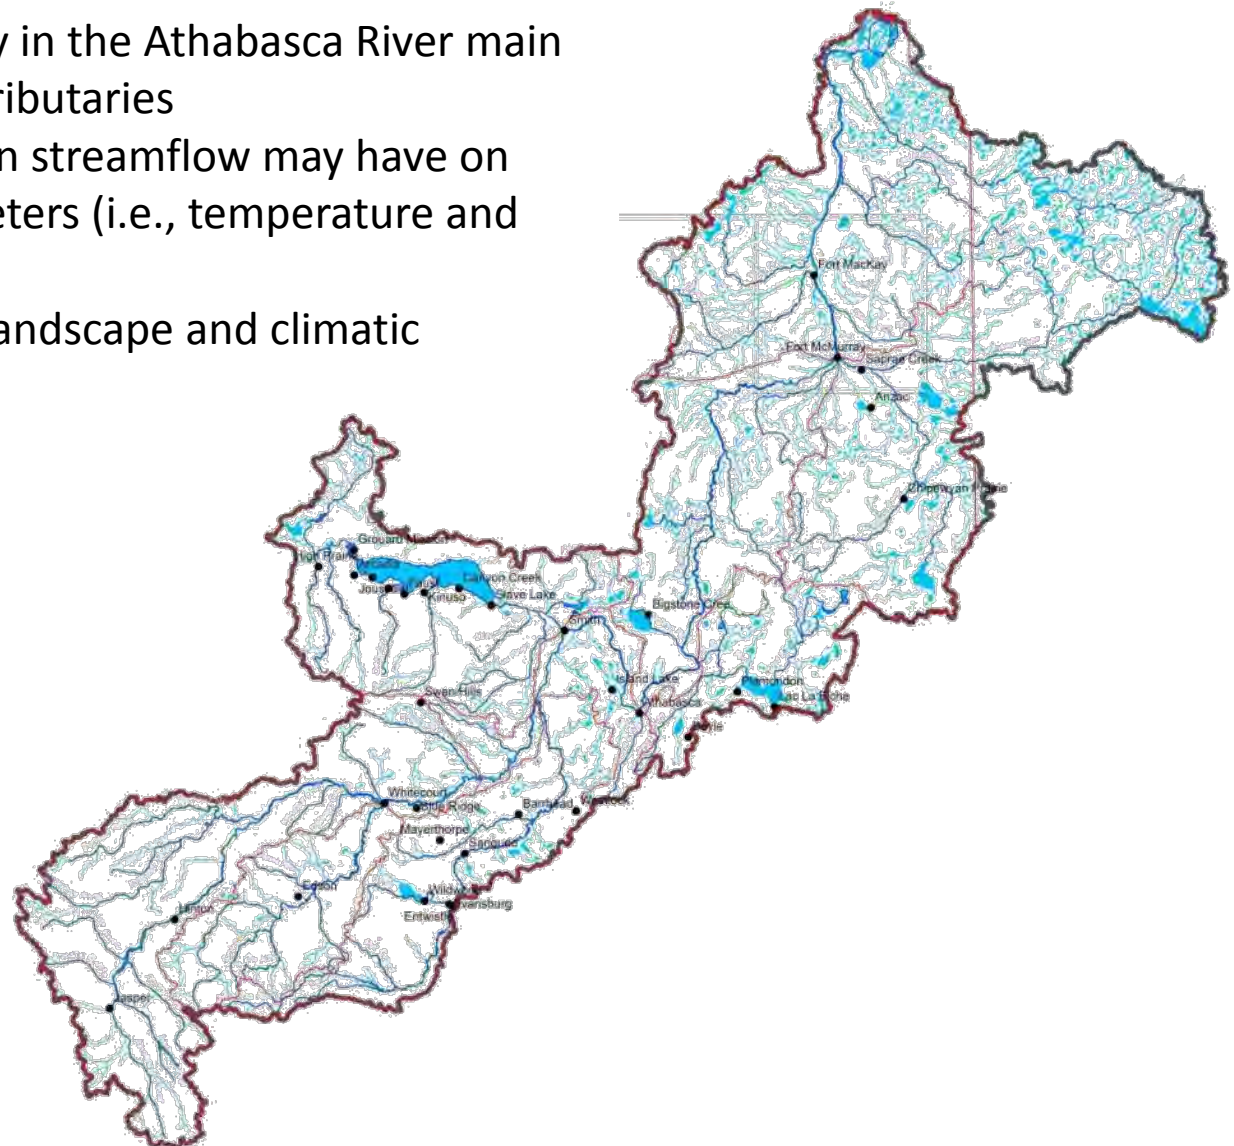 y in the Athabasca River main
ributaries
n streamflow may have on
eters (i.e., temperature and
andscape and climatic
Fort MacKay
Fort McMurray
Saprae Creek
Anzac
Chipewyan Prairie
Grouard Mission
High Prairie
Canyon Creek
Kinuso
Slave Lake
Smith
Bigstone Cree
Island Lake
Plamondon
Lac La Biche
Athabasca
Swan Hills
Whitecourt
Blue Ridge
Barrhead
Westlock
Mayerthorpe
Sangudo
Edson
Hinton
Evansburg
Entwistle
Jasper